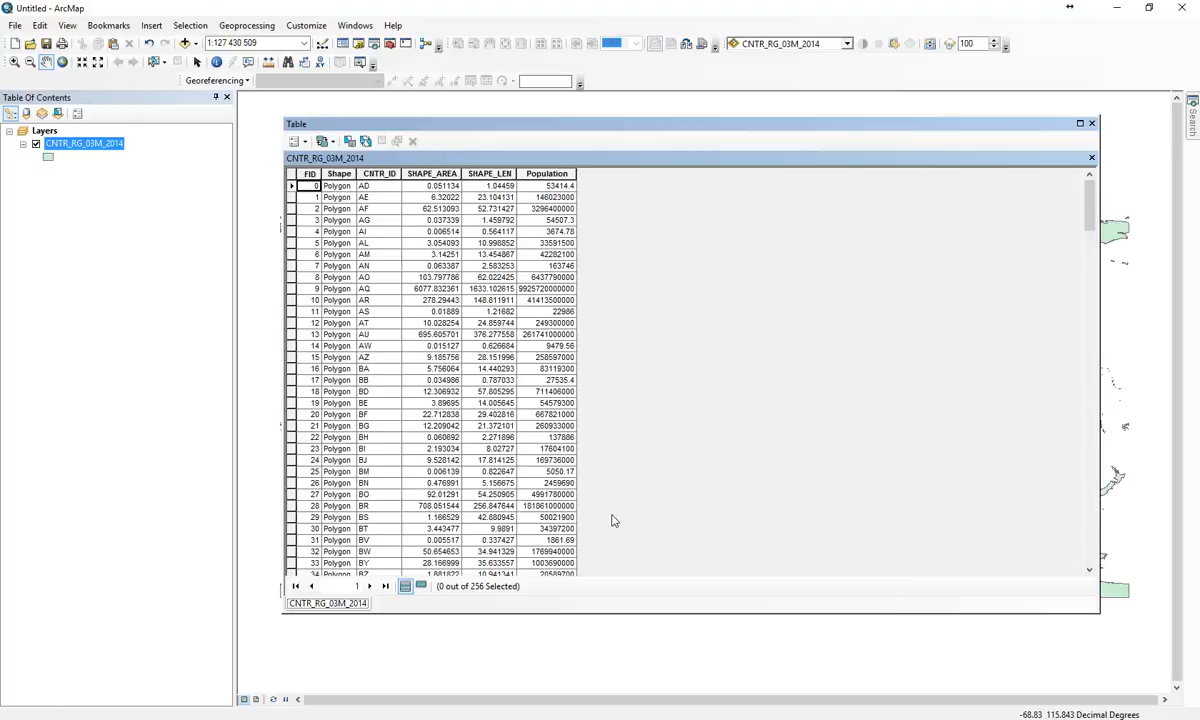 Untitled - ArcMap
File Edit View Bookmarks Insert Selection Geoprocessing Customize Windows Help
1:127 430 509 CNTR_RG_03M_2014 100
Georeferencing
Table Of Contents
Layers
CNTR_RG_03M_2014
Table
CNTR_RG_03M_2014
FID Shape CNTR_ID SHAPE_AREA SHAPE_LEN Population
0 Polygon AD 0.051134 1.04459 53414.4
1 Polygon AE 6.32022 23.104131 146023000
2 Polygon AF 62.513093 52.731427 3296400000
3 Polygon AG 0.037339 1.459792 54507.3
4 Polygon AI 0.006514 0.564117 3674.78
5 Polygon AL 3.054093 10.998852 33591500
6 Polygon AM 3.14251 13.454867 42282100
7 Polygon AN 0.063387 2.583253 163746
8 Polygon AO 103.797786 62.022425 6437790000
9 Polygon AQ 6077.832361 1633.102615 9925720000000
10 Polygon AR 278.29443 148.811911 41413500000
11 Polygon AS 0.01889 1.21682 22986
12 Polygon AT 10.028254 24.859744 249300000
13 Polygon AU 695.605701 376.277558 261741000000
14 Polygon AW 0.015127 0.626684 9479.56
15 Polygon AZ 9.185756 28.151996 258597000
16 Polygon BA 5.756064 14.440293 83119300
17 Polygon BB 0.034986 0.787033 27535.4
18 Polygon BD 12.306932 57.805295 711406000
19 Polygon BE 3.89695 14.005645 54579300
20 Polygon BF 22.712838 29.402816 667821000
21 Polygon BG 12.209042 21.372101 260933000
22 Polygon BH 0.060692 2.271896 137886
23 Polygon BI 2.193034 8.02727 17604100
24 Polygon BJ 9.528142 17.814125 169736000
25 Polygon BM 0.006139 0.822647 5050.17
26 Polygon BN 0.476991 5.156675 2459690
27 Polygon BO 92.01291 54.250905 4991780000
28 Polygon BR 708.051544 256.847644 181861000000
29 Polygon BS 1.166529 42.880945 50021900
30 Polygon BT 3.443477 9.9891 34397200
31 Polygon BV 0.005517 0.337427 1861.69
32 Polygon BW 50.654653 34.941329 1769940000
33 Polygon BY 28.166999 35.633557 1003690000
34 Polygon BZ 1.881822 10.941341 20589700
1 (0 out of 256 Selected)
CNTR_RG_03M_2014
Search
-68.83 115.843 Decimal Degrees